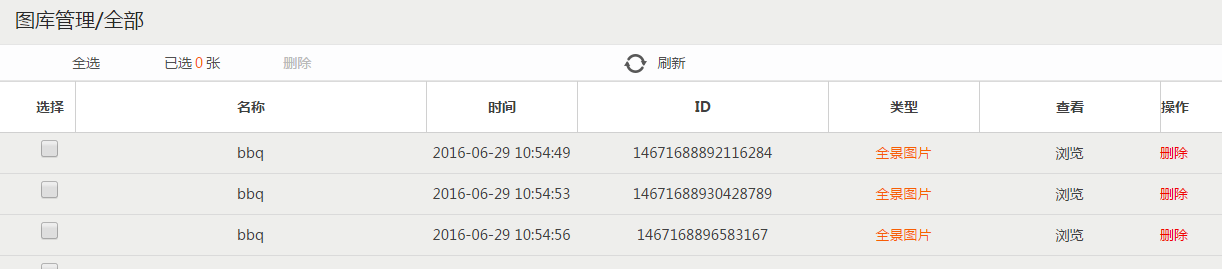 图库管理/全部
全选 已选 0 张 删除 刷新
选择 名称 时间 ID 类型 查看 操作
bbq 2016-06-29 10:54:49 14671688892116284 全景图片 浏览 删除
bbq 2016-06-29 10:54:53 14671688930428789 全景图片 浏览 删除
bbq 2016-06-29 10:54:56 1467168896583167 全景图片 浏览 删除